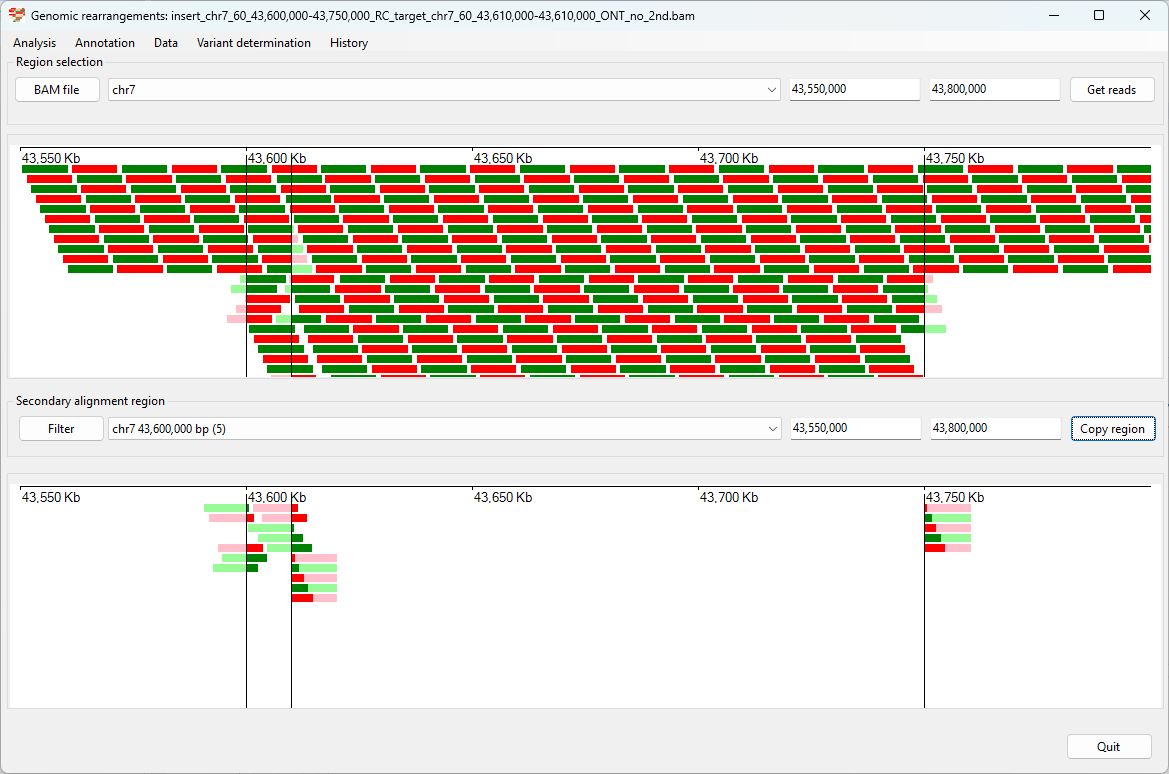 Genomic rearrangements: insert_chr7_60_43,600,000-43,750,000_RC_target_chr7_60_43,610,000-43,610,000_ONT_no_2nd.bam
Analysis Annotation Data Variant determination History
Region selection
BAM file chr7 43,550,000 43,800,000 Get reads
43,550 Kb 43,600 Kb 43,650 Kb 43,700 Kb 43,750 Kb
Secondary alignment region
Filter chr7 43,600,000 bp (5) 43,550,000 43,800,000 Copy region
43,550 Kb 43,600 Kb 43,650 Kb 43,700 Kb 43,750 Kb
Quit